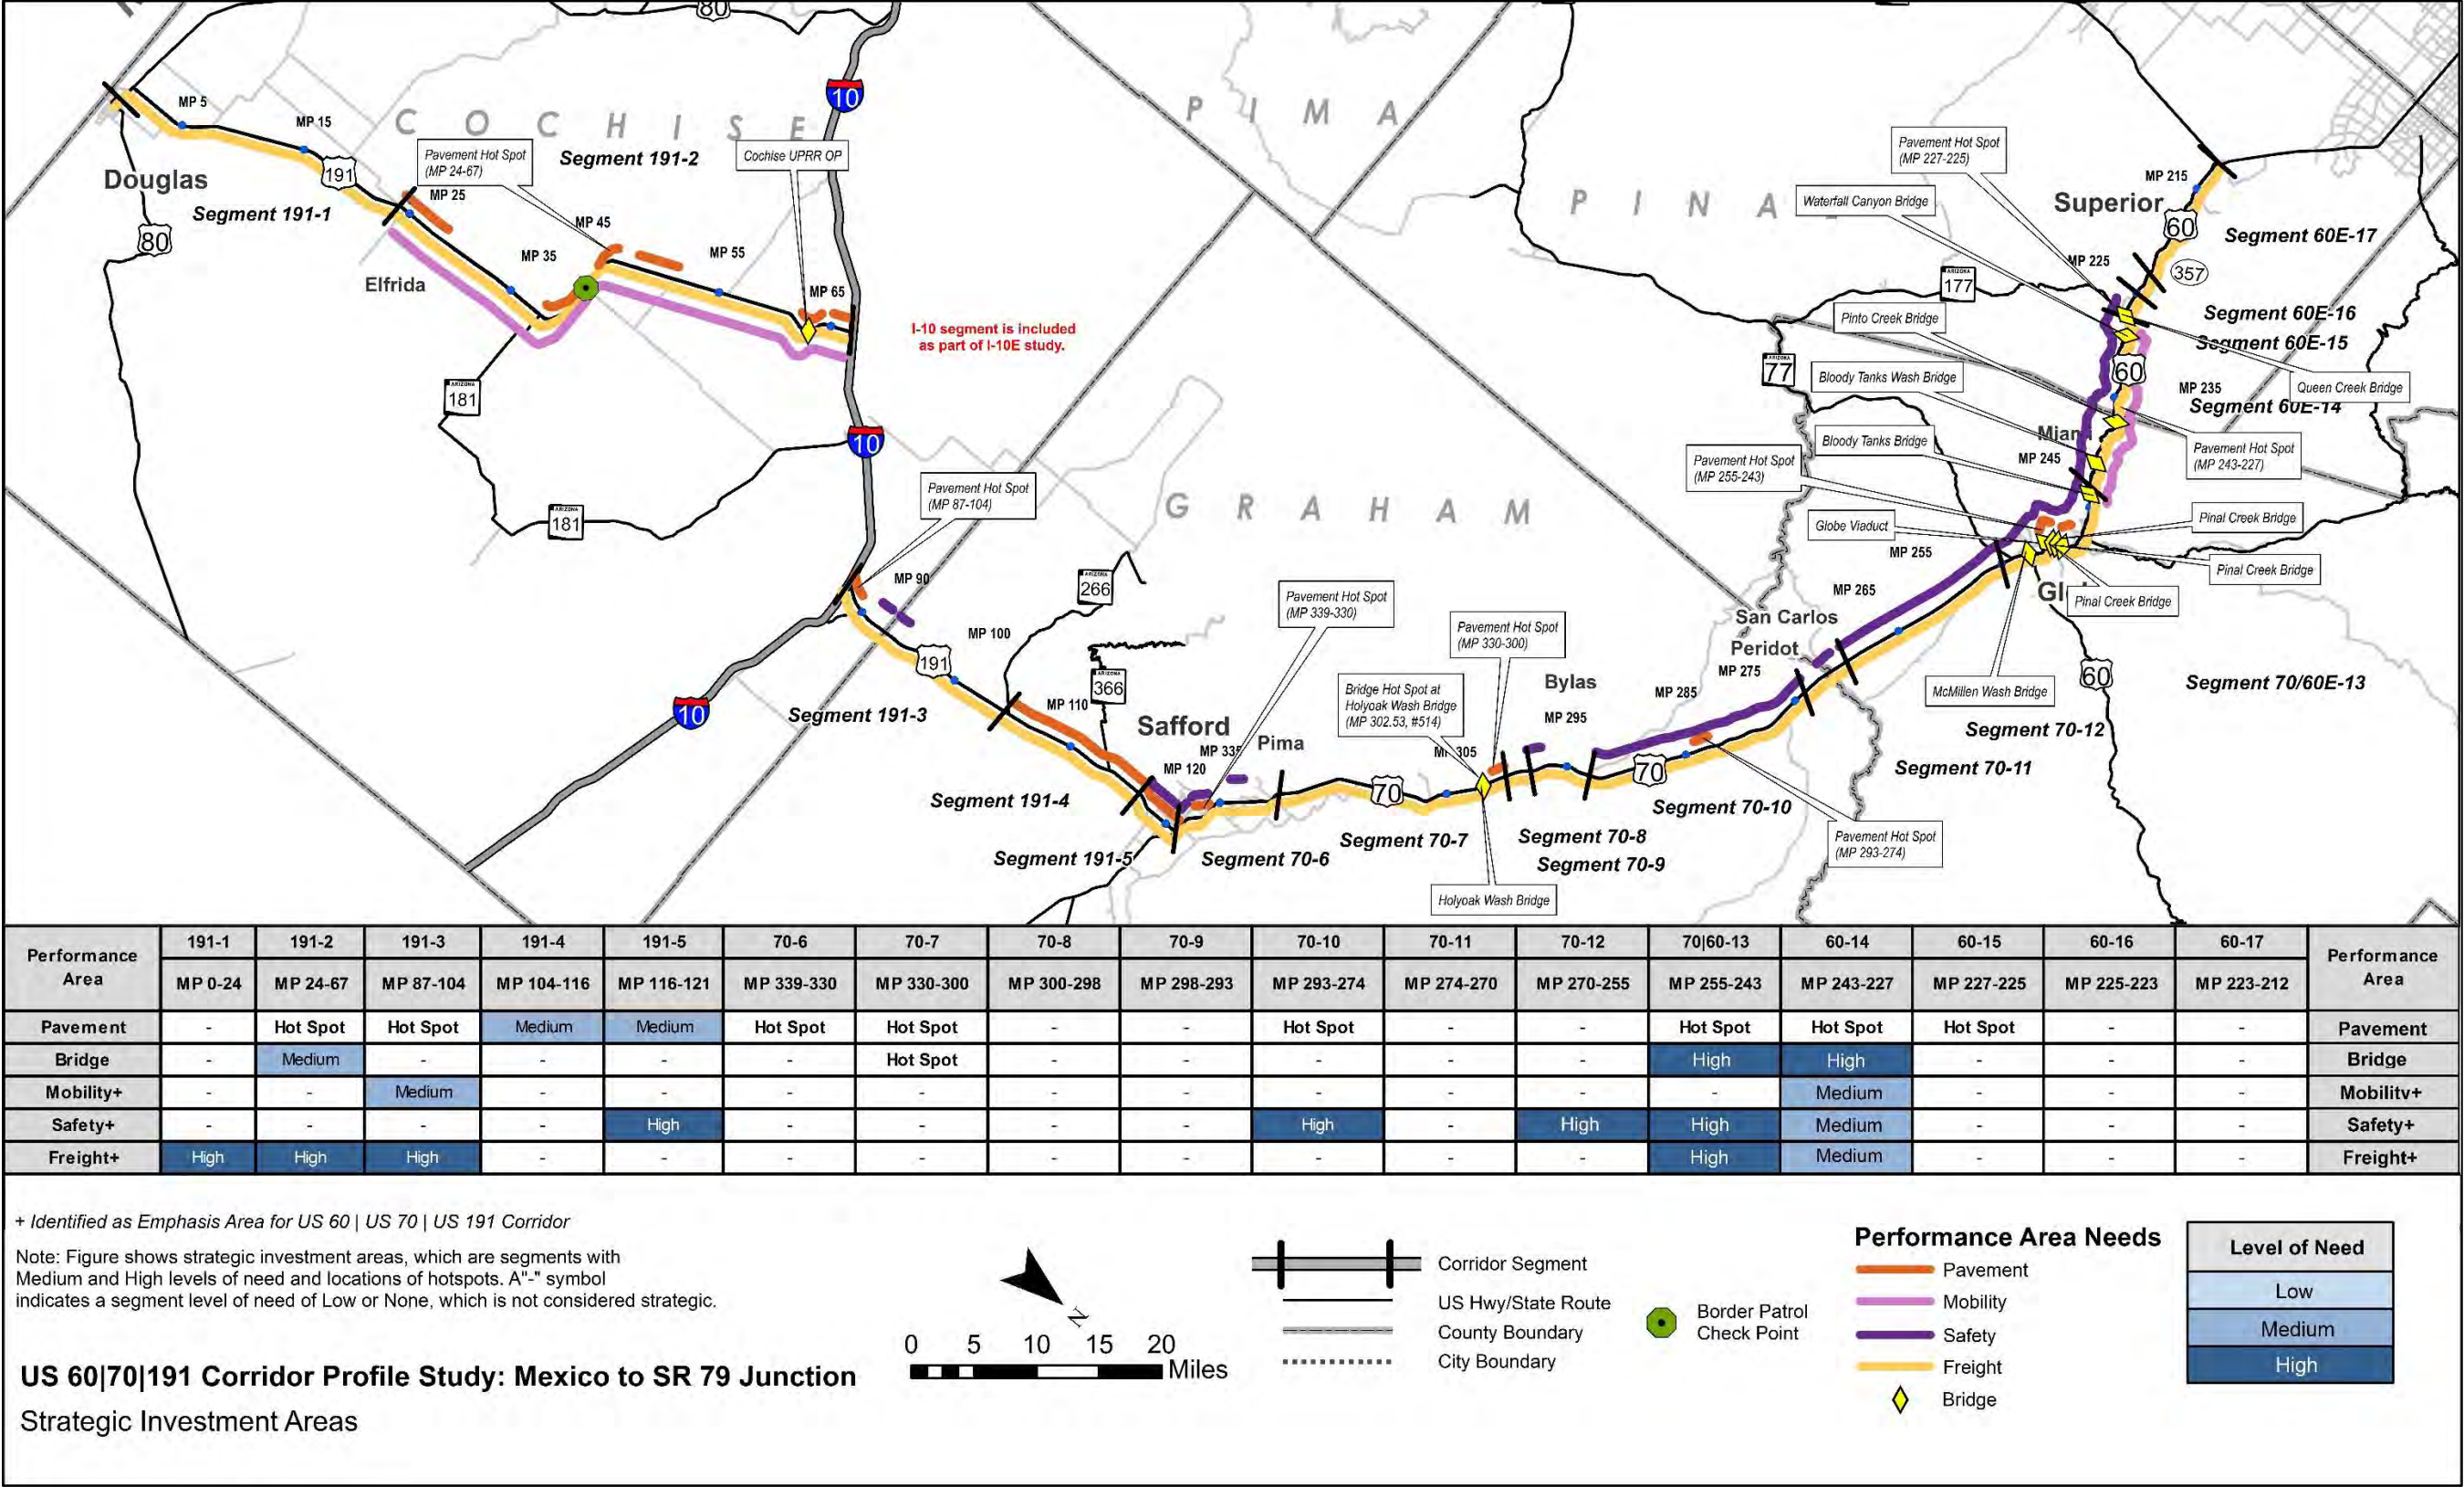 80
10
MP 5
MP 15
C O C H I S E
P I M A
Pavement Hot Spot
(MP 24-67)
Segment 191-2
Cochise UPRR OP
Pavement Hot Spot
(MP 227-225)
MP 215
Douglas
191
Segment 191-1
MP 25
P I N A
Waterfall Canyon Bridge
Superior
60
Segment 60E-17
80
MP 45
MP 35
MP 55
Elfrida
MP 65
MP 225
357
ARIZONA
177
I-10 segment is included
as part of I-10E study.
Pinto Creek Bridge
Segment 60E-16
Segment 60E-15
ARIZONA
77
Bloody Tanks Wash Bridge
60
MP 235
Queen Creek Bridge
Segment 60E-14
ARIZONA
181
10
Miami
Bloody Tanks Bridge
MP 245
Pavement Hot Spot
(MP 255-243)
Pavement Hot Spot
(MP 243-227)
Pavement Hot Spot
(MP 87-104)
G R A H A M
ARIZONA
181
Globe Viaduct
Pinal Creek Bridge
MP 255
Pinal Creek Bridge
MP 90
ARIZONA
266
Pavement Hot Spot
(MP 339-330)
MP 265
Gl
Pinal Creek Bridge
San Carlos
Peridot
MP 100
Pavement Hot Spot
(MP 330-300)
191
MP 275
ARIZONA
366
Bridge Hot Spot at
Holyoak Wash Bridge
(MP 302.53, #514)
Bylas
MP 285
McMillen Wash Bridge
60
Segment 70/60E-13
10
Segment 191-3
MP 110
Safford
MP 295
Segment 70-12
MP 335
Pima
MP 305
MP 120
70
70
Segment 70-11
Segment 191-4
Segment 70-10
Segment 70-7
Segment 70-8
Pavement Hot Spot
(MP 293-274)
Segment 191-5
Segment 70-6
Segment 70-9
Holyoak Wash Bridge
Performance Area 191-1 191-2 191-3 191-4 191-5 70-6 70-7 70-8 70-9 70-10 70-11 70-12 70|60-13 60-14 60-15 60-16 60-17 Performance Area
MP 0-24 MP 24-67 MP 87-104 MP 104-116 MP 116-121 MP 339-330 MP 330-300 MP 300-298 MP 298-293 MP 293-274 MP 274-270 MP 270-255 MP 255-243 MP 243-227 MP 227-225 MP 225-223 MP 223-212
Pavement - Hot Spot Hot Spot Medium Medium Hot Spot Hot Spot - - Hot Spot - - Hot Spot Hot Spot Hot Spot - - Pavement
Bridge - Medium - - - - Hot Spot - - - - - High High - - - Bridge
Mobility+ - - Medium - - - - - - - - - - Medium - - - Mobility+
Safety+ - - - - High - - - - High - High High Medium - - - Safety+
Freight+ High High High - - - - - - - - - High Medium - - - Freight+
+ Identified as Emphasis Area for US 60 | US 70 | US 191 Corridor
Note: Figure shows strategic investment areas, which are segments with
Medium and High levels of need and locations of hotspots. A"-" symbol
indicates a segment level of need of Low or None, which is not considered strategic.
US 60|70|191 Corridor Profile Study: Mexico to SR 79 Junction
Strategic Investment Areas
N
0 5 10 15 20
Miles
Corridor Segment
US Hwy/State Route
County Boundary
City Boundary
Border Patrol
Check Point
Performance Area Needs
Pavement
Mobility
Safety
Freight
Bridge
Level of Need
Low
Medium
High